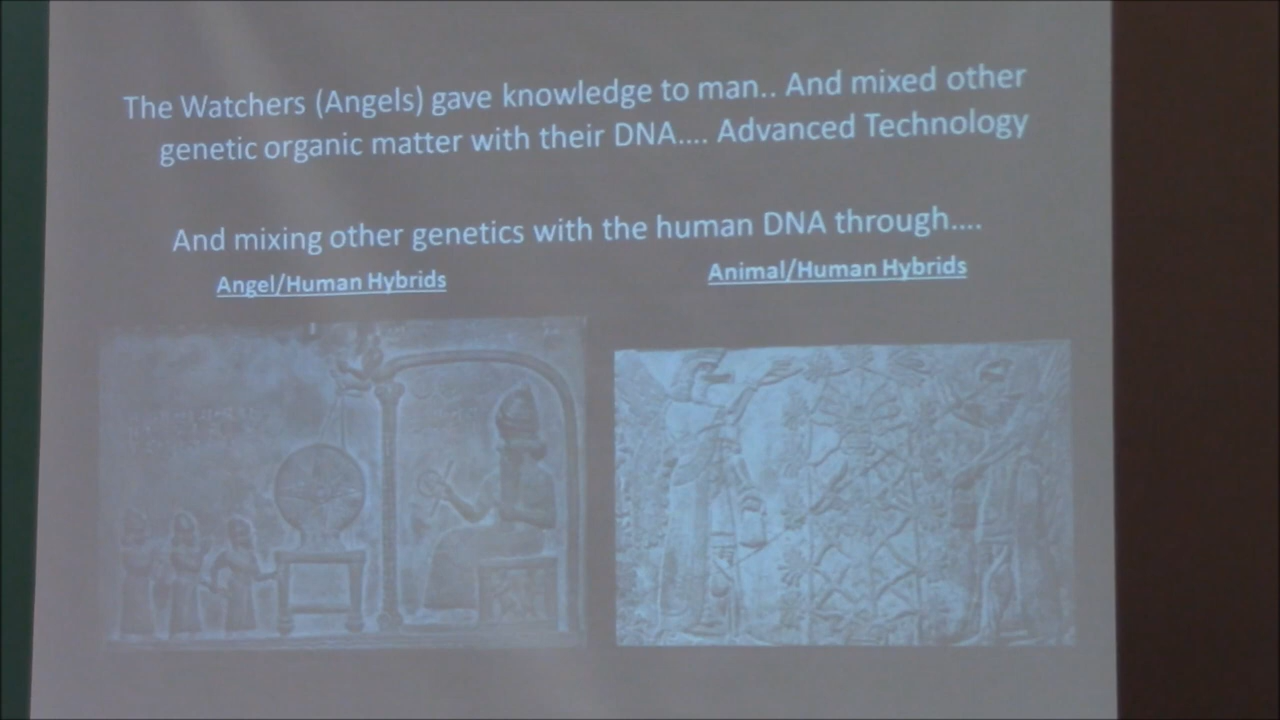 The Watchers (Angels) gave knowledge to man.. And mixed other
genetic organic matter with their DNA.... Advanced Technology
And mixing other genetics with the human DNA through....
Angel/Human Hybrids
Animal/Human Hybrids